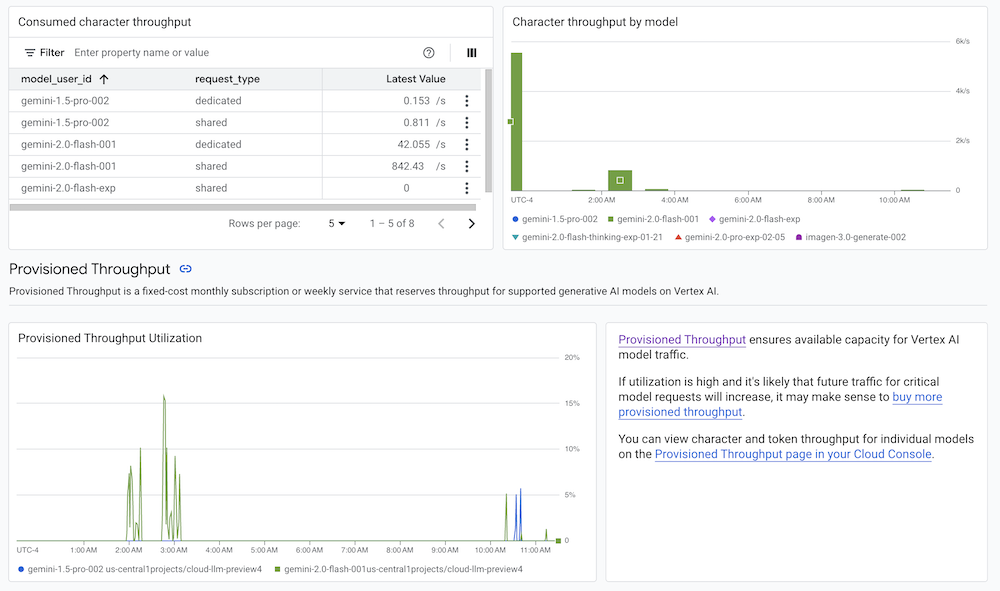 Consumed character throughput
Filter Enter property name or value
model_user_id request_type Latest Value
gemini-1.5-pro-002 dedicated 0.153 /s
gemini-1.5-pro-002 shared 0.811 /s
gemini-2.0-flash-001 dedicated 42.055 /s
gemini-2.0-flash-001 shared 842.43 /s
gemini-2.0-flash-exp shared 0
Rows per page: 5 1 – 5 of 8
Character throughput by model
6k/s
4k/s
2k/s
0
UTC-4 2:00 AM 4:00 AM 6:00 AM 8:00 AM 10:00 AM
gemini-1.5-pro-002 gemini-2.0-flash-001 gemini-2.0-flash-exp
gemini-2.0-flash-thinking-exp-01-21 gemini-2.0-pro-exp-02-05 imagen-3.0-generate-002
Provisioned Throughput
Provisioned Throughput is a fixed-cost monthly subscription or weekly service that reserves throughput for supported generative AI models on Vertex AI.
Provisioned Throughput Utilization
20%
15%
10%
5%
0
UTC-4 1:00 AM 2:00 AM 3:00 AM 4:00 AM 5:00 AM 6:00 AM 7:00 AM 8:00 AM 9:00 AM 10:00 AM 11:00 AM
gemini-1.5-pro-002 us-central1projects/cloud-llm-preview4 gemini-2.0-flash-001us-central1projects/cloud-llm-preview4
Provisioned Throughput ensures available capacity for Vertex AI
model traffic.
If utilization is high and it's likely that future traffic for critical
model requests will increase, it may make sense to buy more
provisioned throughput.
You can view character and token throughput for individual models
on the Provisioned Throughput page in your Cloud Console.